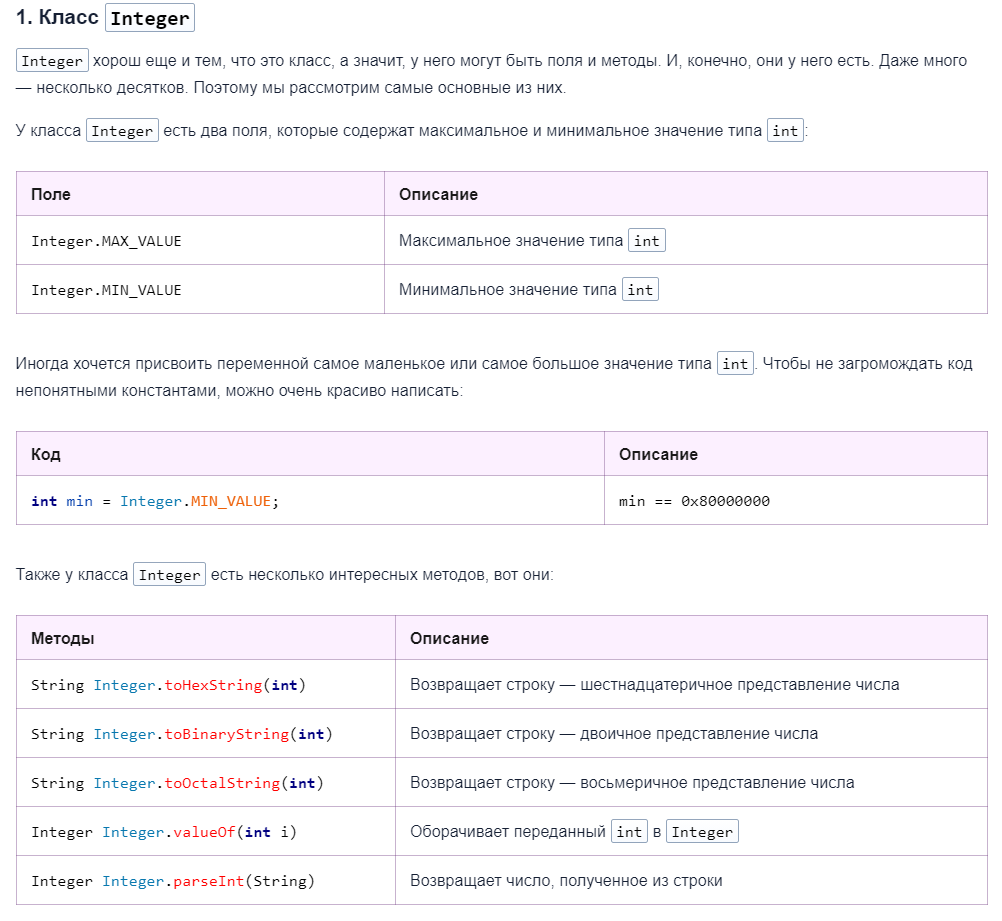 1. Класс Integer
Integer хорош еще и тем, что это класс, а значит, у него могут быть поля и методы. И, конечно, они у него есть. Даже много
— несколько десятков. Поэтому мы рассмотрим самые основные из них.
У класса Integer есть два поля, которые содержат максимальное и минимальное значение типа int:
Поле Описание
Integer.MAX_VALUE Максимальное значение типа int
Integer.MIN_VALUE Минимальное значение типа int
Иногда хочется присвоить переменной самое маленькое или самое большое значение типа int. Чтобы не загромождать код
непонятными константами, можно очень красиво написать:
Код Описание
int min = Integer.MIN_VALUE; min == 0x80000000
Также у класса Integer есть несколько интересных методов, вот они:
Методы Описание
String Integer.toHexString(int) Возвращает строку — шестнадцатеричное представление числа
String Integer.toBinaryString(int) Возвращает строку — двоичное представление числа
String Integer.toOctalString(int) Возвращает строку — восьмеричное представление числа
Integer Integer.valueOf(int i) Оборачивает переданный int в Integer
Integer Integer.parseInt(String) Возвращает число, полученное из строки